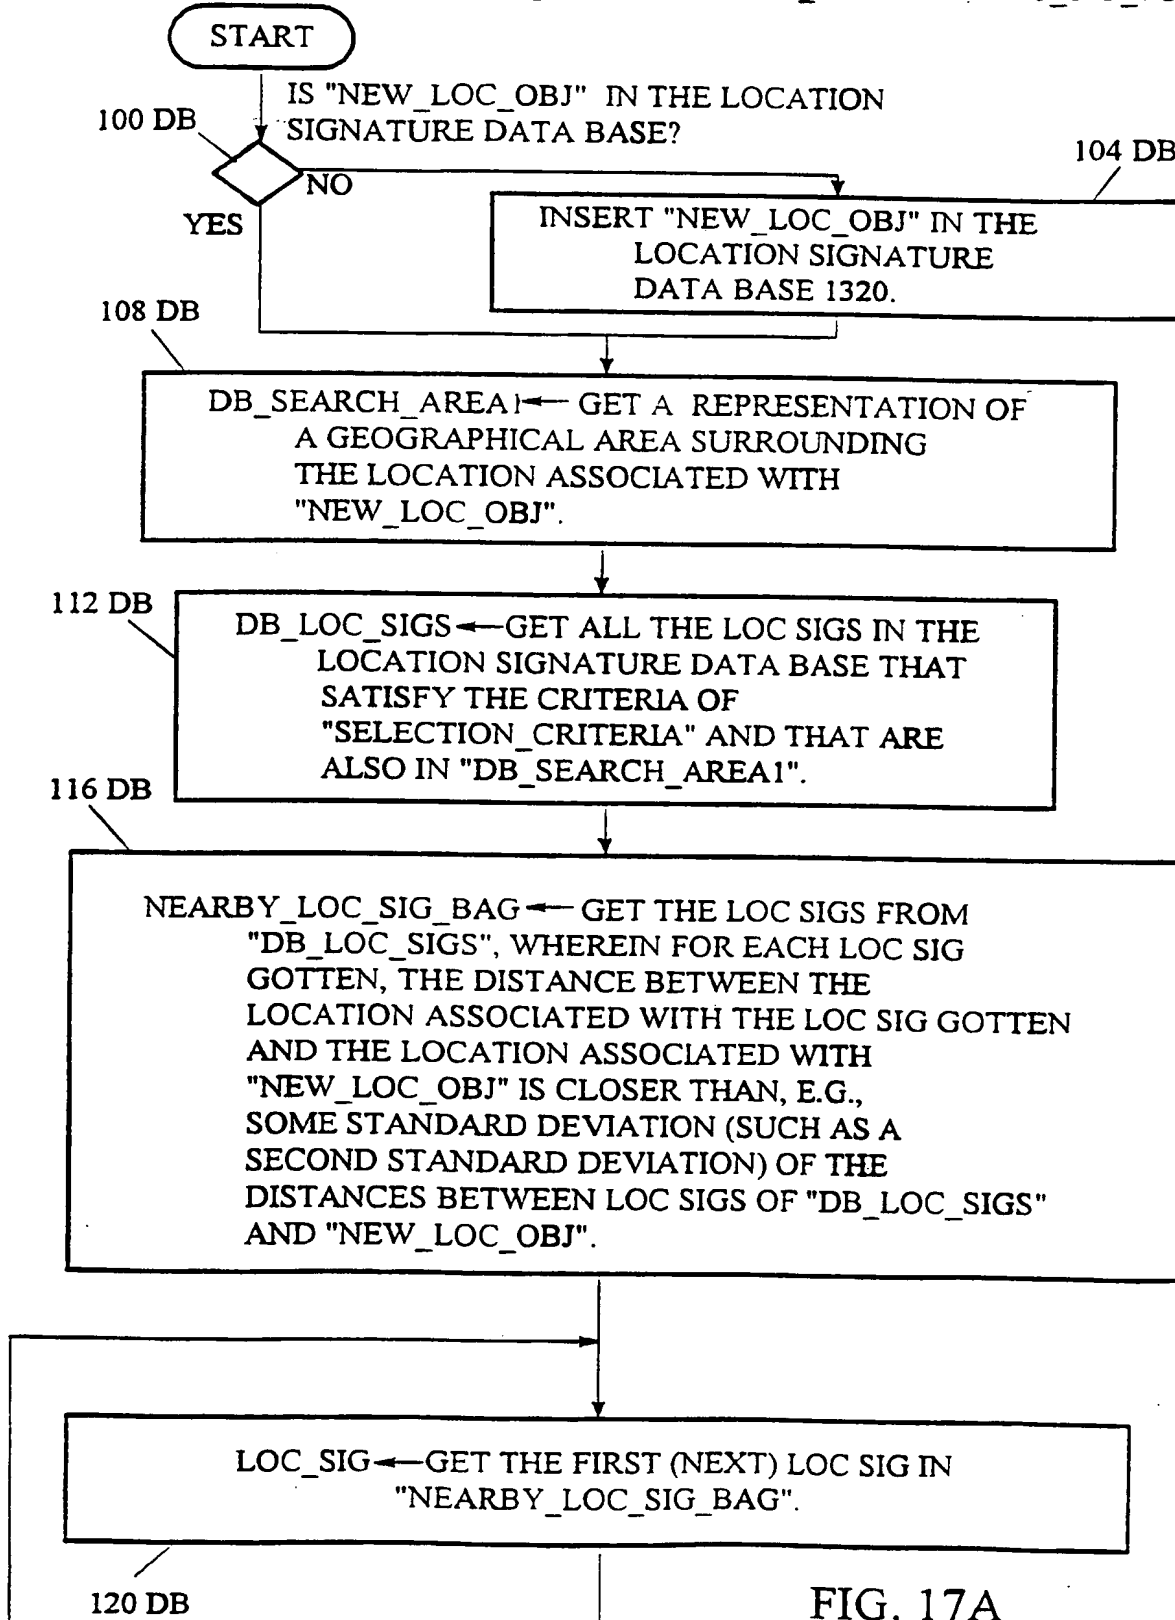 START
IS "NEW_LOC_OBJ" IN THE LOCATION
SIGNATURE DATA BASE?
100 DB
NO
YES
104 DB
INSERT "NEW_LOC_OBJ" IN THE
LOCATION SIGNATURE
DATA BASE 1320.
108 DB
DB_SEARCH_AREA1← GET A REPRESENTATION OF
A GEOGRAPHICAL AREA SURROUNDING
THE LOCATION ASSOCIATED WITH
"NEW_LOC_OBJ".
112 DB
DB_LOC_SIGS←GET ALL THE LOC SIGS IN THE
LOCATION SIGNATURE DATA BASE THAT
SATISFY THE CRITERIA OF
"SELECTION_CRITERIA" AND THAT ARE
ALSO IN "DB_SEARCH_AREA1".
116 DB
NEARBY_LOC_SIG_BAG← GET THE LOC SIGS FROM
"DB_LOC_SIGS", WHEREIN FOR EACH LOC SIG
GOTTEN, THE DISTANCE BETWEEN THE
LOCATION ASSOCIATED WITH THE LOC SIG GOTTEN
AND THE LOCATION ASSOCIATED WITH
"NEW_LOC_OBJ" IS CLOSER THAN, E.G.,
SOME STANDARD DEVIATION (SUCH AS A
SECOND STANDARD DEVIATION) OF THE
DISTANCES BETWEEN LOC SIGS OF "DB_LOC_SIGS"
AND "NEW_LOC_OBJ".
LOC_SIG←GET THE FIRST (NEXT) LOC SIG IN
"NEARBY_LOC_SIG_BAG".
120 DB
FIG. 17A